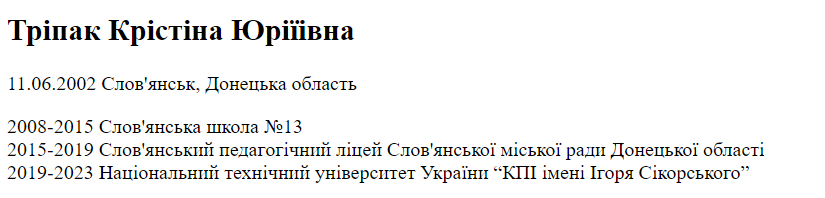 Тріпак Крістіна Юріїівна
11.06.2002 Слов'янськ, Донецька область
2008-2015 Слов'янська школа №13
2015-2019 Слов'янський педагогічний ліцей Слов'янської міської ради Донецької області
2019-2023 Національний технічний університет України “КПІ імені Ігоря Сікорського”